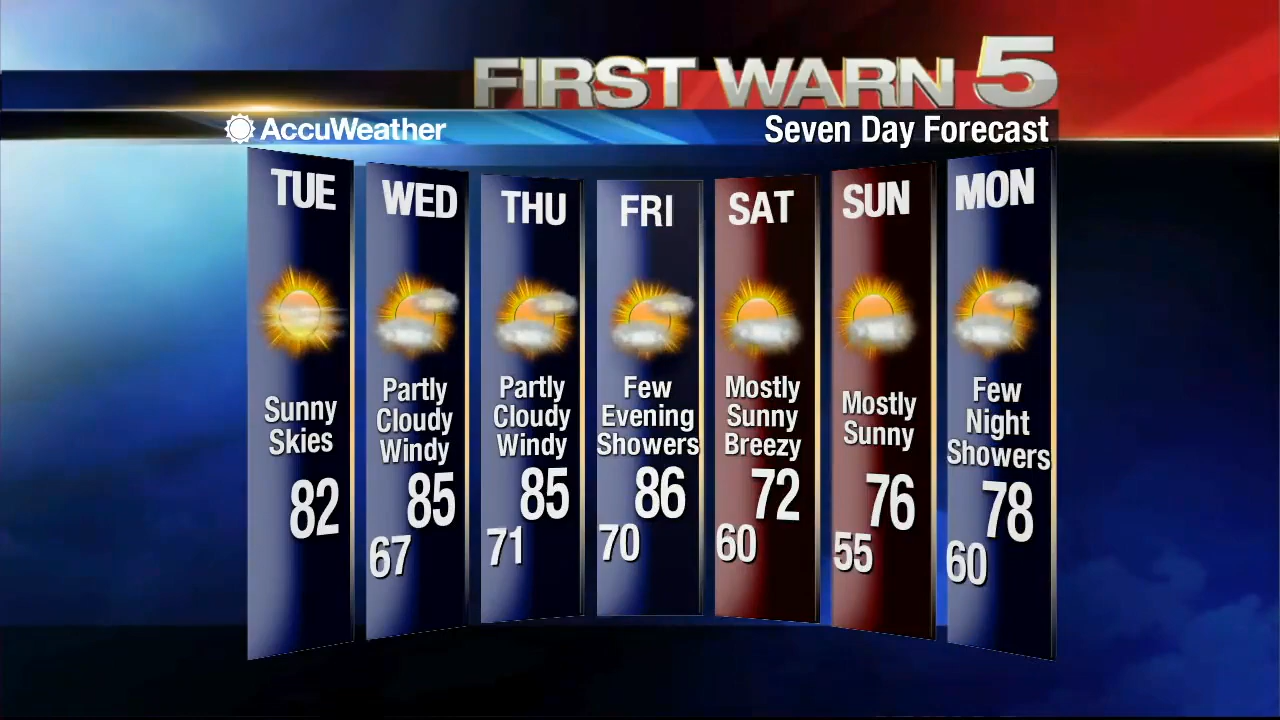 FIRST WARN 5
AccuWeather
Seven Day Forecast
TUE
Sunny
Skies
82
WED
Partly
Cloudy
Windy
85
67
THU
Partly
Cloudy
Windy
85
71
FRI
Few
Evening
Showers
86
70
SAT
Mostly
Sunny
Breezy
72
60
SUN
Mostly
Sunny
76
55
MON
Few
Night
Showers
78
60